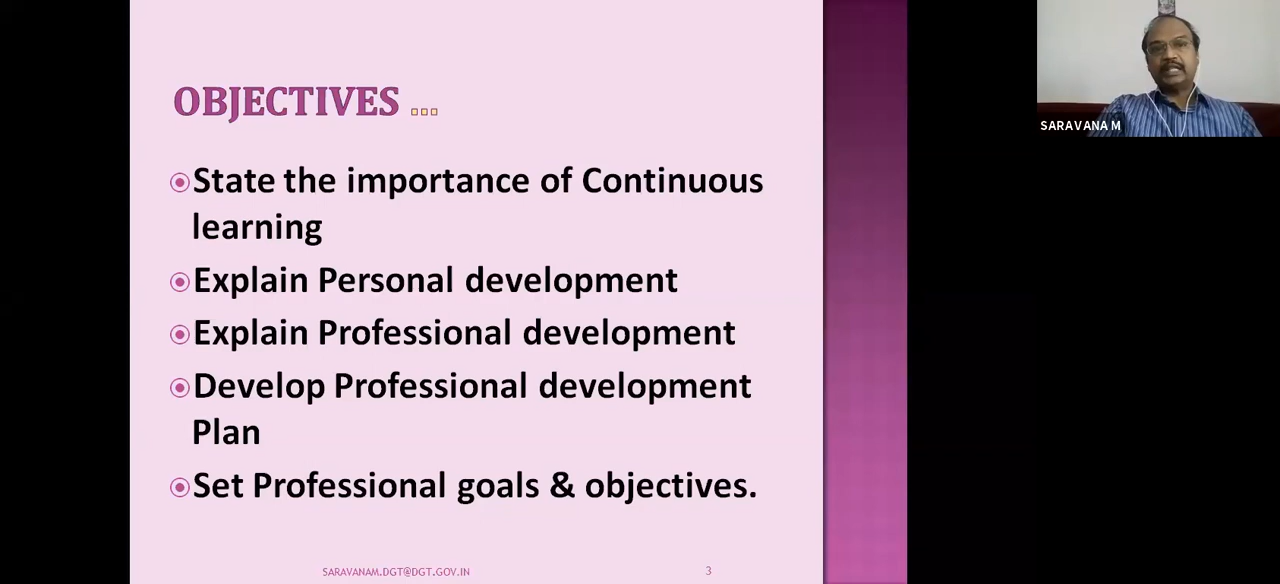 OBJECTIVES ...
State the importance of Continuous
learning
Explain Personal development
Explain Professional development
Develop Professional development
Plan
Set Professional goals & objectives.
SARAVANAM.DGT@DGT.GOV.IN
3
SARAVANA M